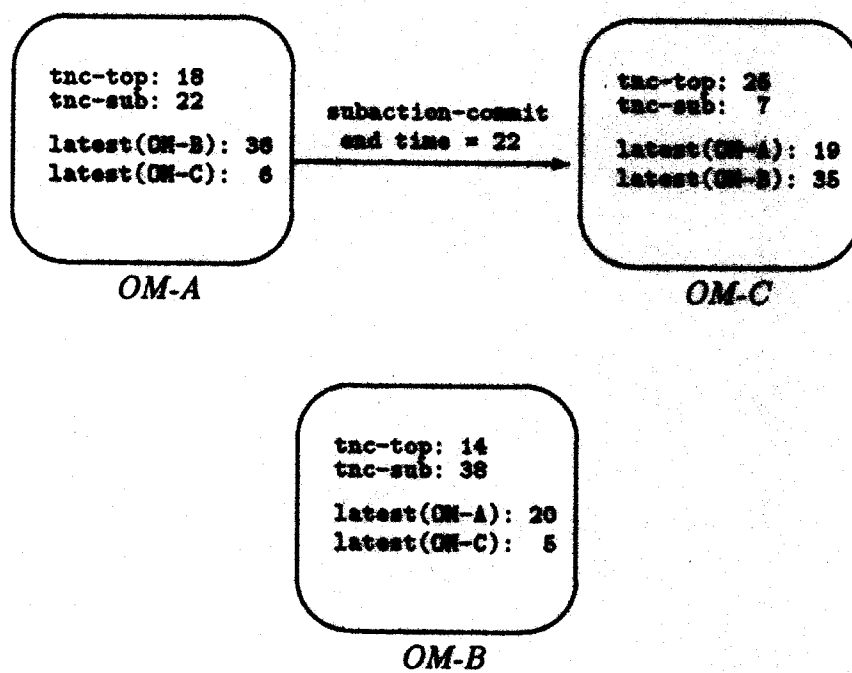 tnc-top: 18
tnc-sub: 22
latest(OM-B): 36
latest(OM-C): 6
OM-A
subaction-commit
end time = 22
tnc-top: 26
tnc-sub: 7
latest(OM-A): 19
latest(OM-B): 35
OM-C
tnc-top: 14
tnc-sub: 38
latest(OM-A): 20
latest(OM-C): 5
OM-B